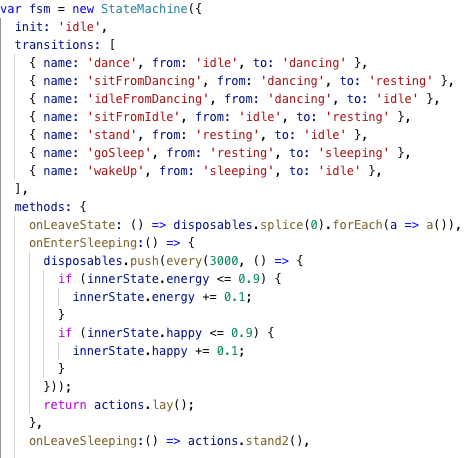 var fsm = new StateMachine({
  init: 'idle',
  transitions: [
    { name: 'dance', from: 'idle', to: 'dancing' },
    { name: 'sitFromDancing', from: 'dancing', to: 'resting' },
    { name: 'idleFromDancing', from: 'dancing', to: 'idle' },
    { name: 'sitFromIdle', from: 'idle', to: 'resting' },
    { name: 'stand', from: 'resting', to: 'idle' },
    { name: 'goSleep', from: 'resting', to: 'sleeping' },
    { name: 'wakeUp', from: 'sleeping', to: 'idle' },
  ],
  methods: {
    onLeaveState: () => disposables.splice(0).forEach(a => a()),
    onEnterSleeping:() => {
      disposables.push(every(3000, () => {
        if (innerState.energy <= 0.9) {
          innerState.energy += 0.1;
        }
        if (innerState.happy <= 0.9) {
          innerState.happy += 0.1;
        }
      }));
      return actions.lay();
    },
    onLeaveSleeping:() => actions.stand2(),